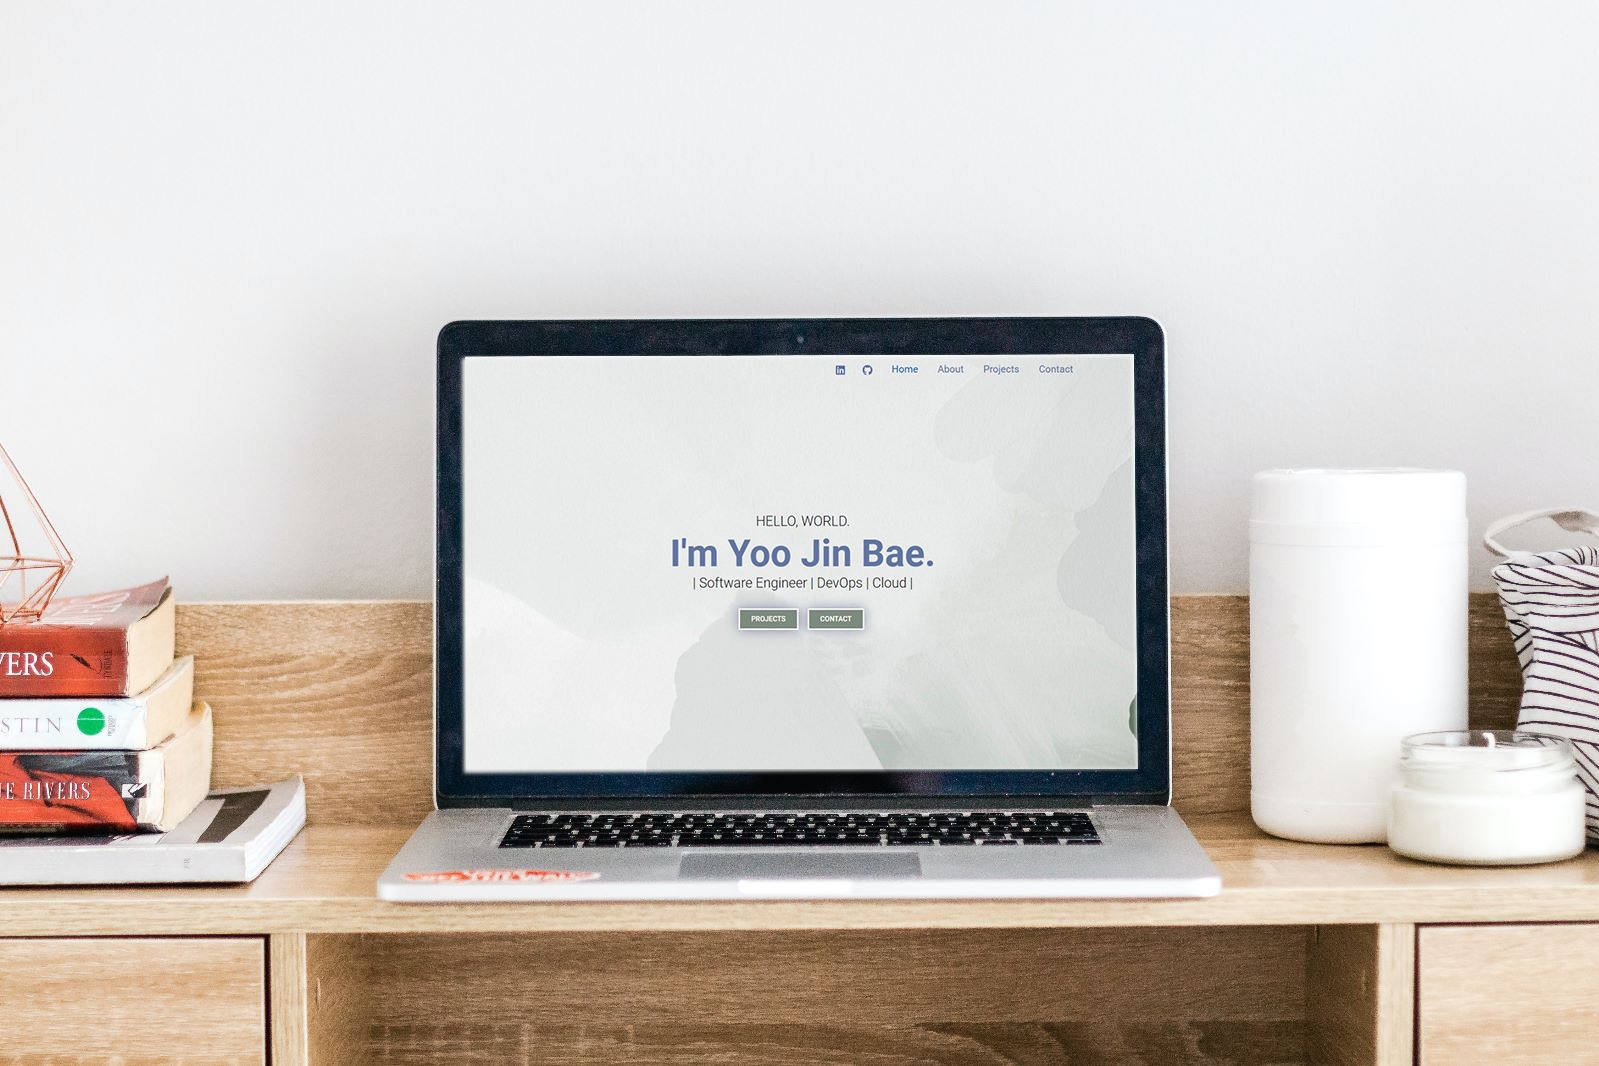 Home About Projects Contact
HELLO, WORLD.
I'm Yoo Jin Bae.
| Software Engineer | DevOps | Cloud |
PROJECTS CONTACT
VERS
STIN
E RIVERS